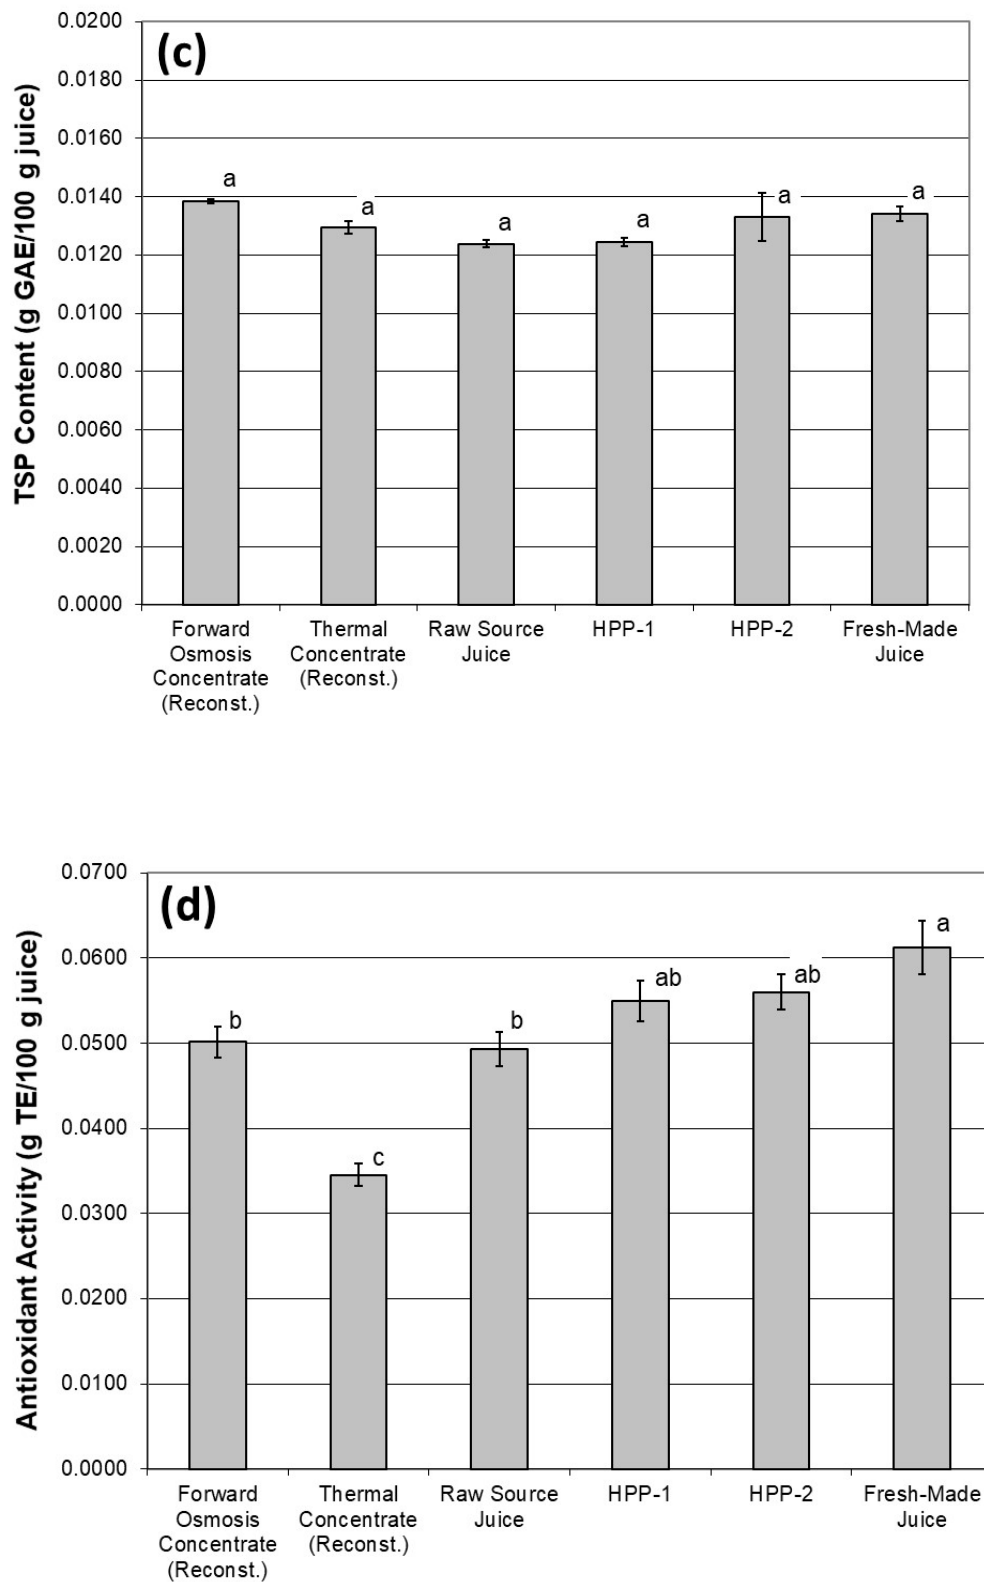 (c)
TSP Content (g GAE/100 g juice)
0.0200
0.0180
0.0160
0.0140
0.0120
0.0100
0.0080
0.0060
0.0040
0.0020
0.0000
a
a
a
a
a
a
Forward
Osmosis
Concentrate
(Reconst.)
Thermal
Concentrate
(Reconst.)
Raw Source
Juice
HPP-1
HPP-2
Fresh-Made
Juice
(d)
Antioxidant Activity (g TE/100 g juice)
0.0700
0.0600
0.0500
0.0400
0.0300
0.0200
0.0100
0.0000
b
c
b
ab
ab
a
Forward
Osmosis
Concentrate
(Reconst.)
Thermal
Concentrate
(Reconst.)
Raw Source
Juice
HPP-1
HPP-2
Fresh-Made
Juice